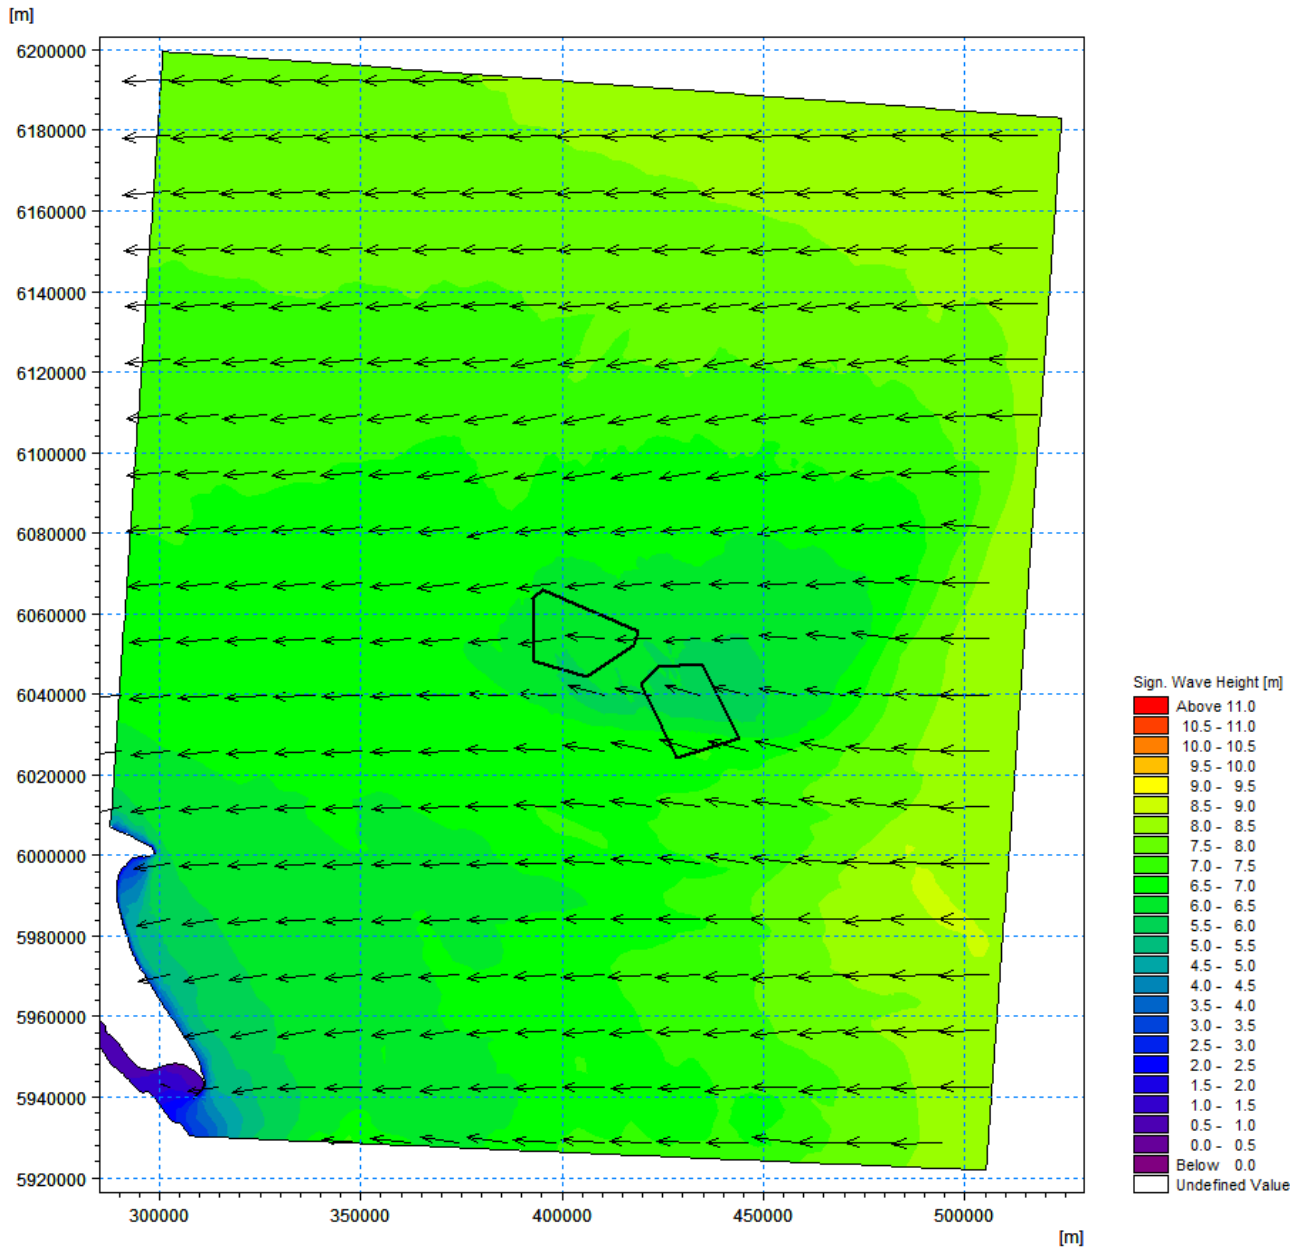 [m]
6200000
6180000
6160000
6140000
6120000
6100000
6080000
6060000
6040000
6020000
6000000
5980000
5960000
5940000
5920000
300000 350000 400000 450000 500000
[m]
Sign. Wave Height [m]
Above 11.0
10.5 - 11.0
10.0 - 10.5
9.5 - 10.0
9.0 - 9.5
8.5 - 9.0
8.0 - 8.5
7.5 - 8.0
7.0 - 7.5
6.5 - 7.0
6.0 - 6.5
5.5 - 6.0
5.0 - 5.5
4.5 - 5.0
4.0 - 4.5
3.5 - 4.0
3.0 - 3.5
2.5 - 3.0
2.0 - 2.5
1.5 - 2.0
1.0 - 1.5
0.5 - 1.0
0.0 - 0.5
Below 0.0
Undefined Value